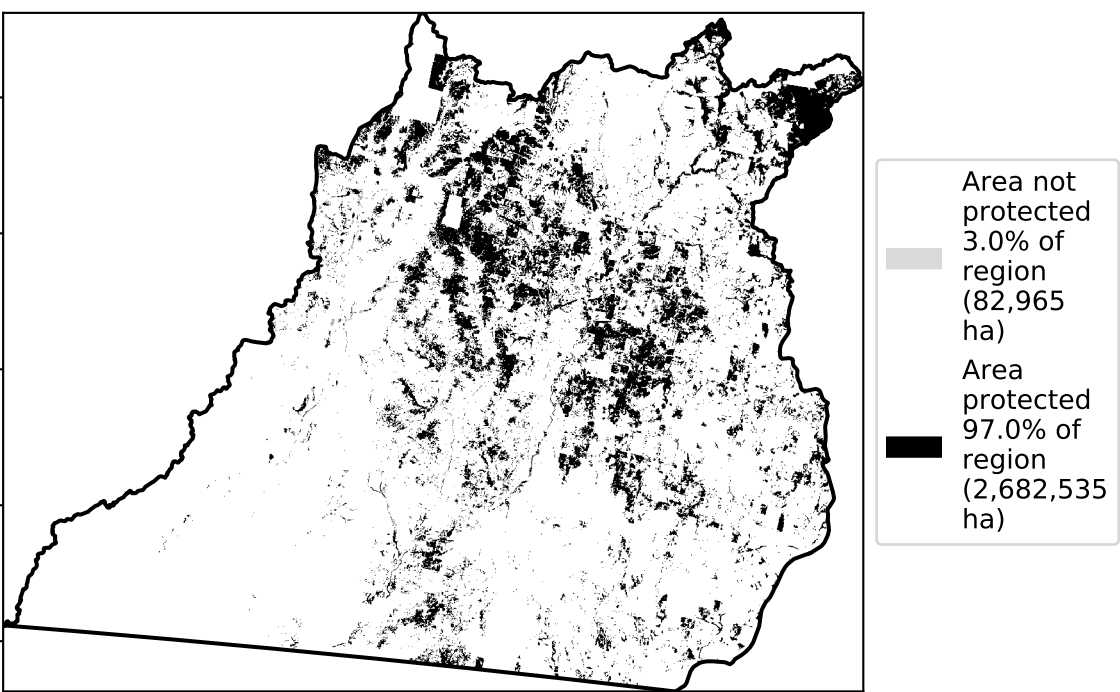 Area not
protected
3.0% of
region
(82,965
ha)
Area
protected
97.0% of
region
(2,682,535
ha)